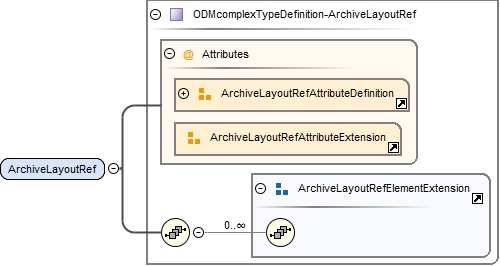 ODMcomplexTypeDefinition-ArchiveLayoutRef
@ Attributes
ArchiveLayoutRefAttributeDefinition
ArchiveLayoutRefAttributeExtension
ArchiveLayoutRef
ArchiveLayoutRefElementExtension
0..∞